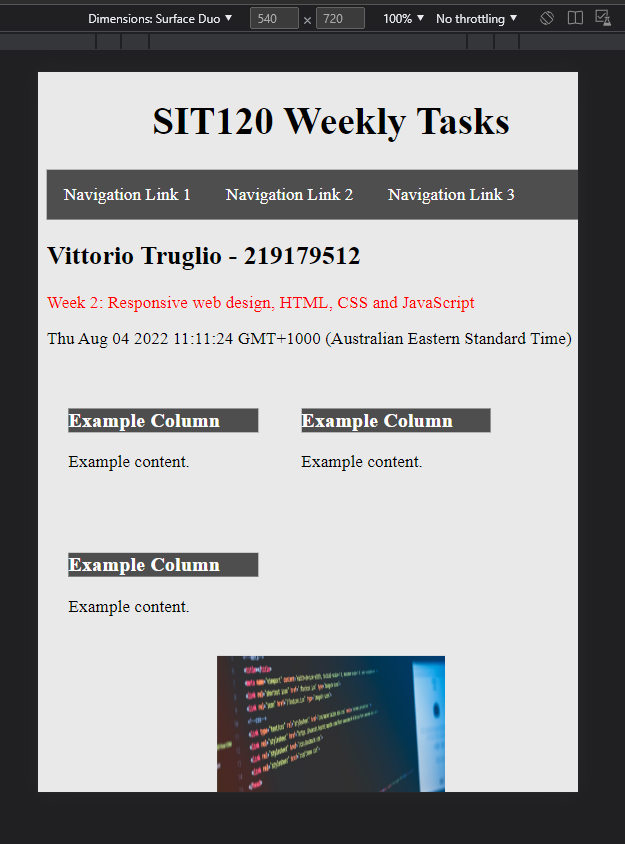 Dimensions: Surface Duo ▼ 540 × 720 100% ▼ No throttling ▼
SIT120 Weekly Tasks
Navigation Link 1 Navigation Link 2 Navigation Link 3
Vittorio Truglio - 219179512
Week 2: Responsive web design, HTML, CSS and JavaScript
Thu Aug 04 2022 11:11:24 GMT+1000 (Australian Eastern Standard Time)
Example Column Example Column
Example content. Example content.
Example Column
Example content.